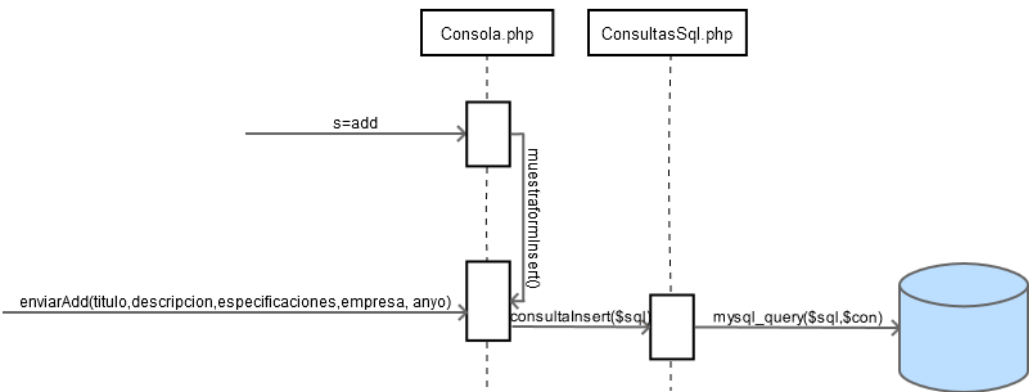 Consola.php
ConsultasSql.php
s=add
muestraformInsert()
enviarAdd(titulo,descripcion,especificaciones,empresa, anyo)
consultaInsert($sql)
mysql_query($sql,$con)